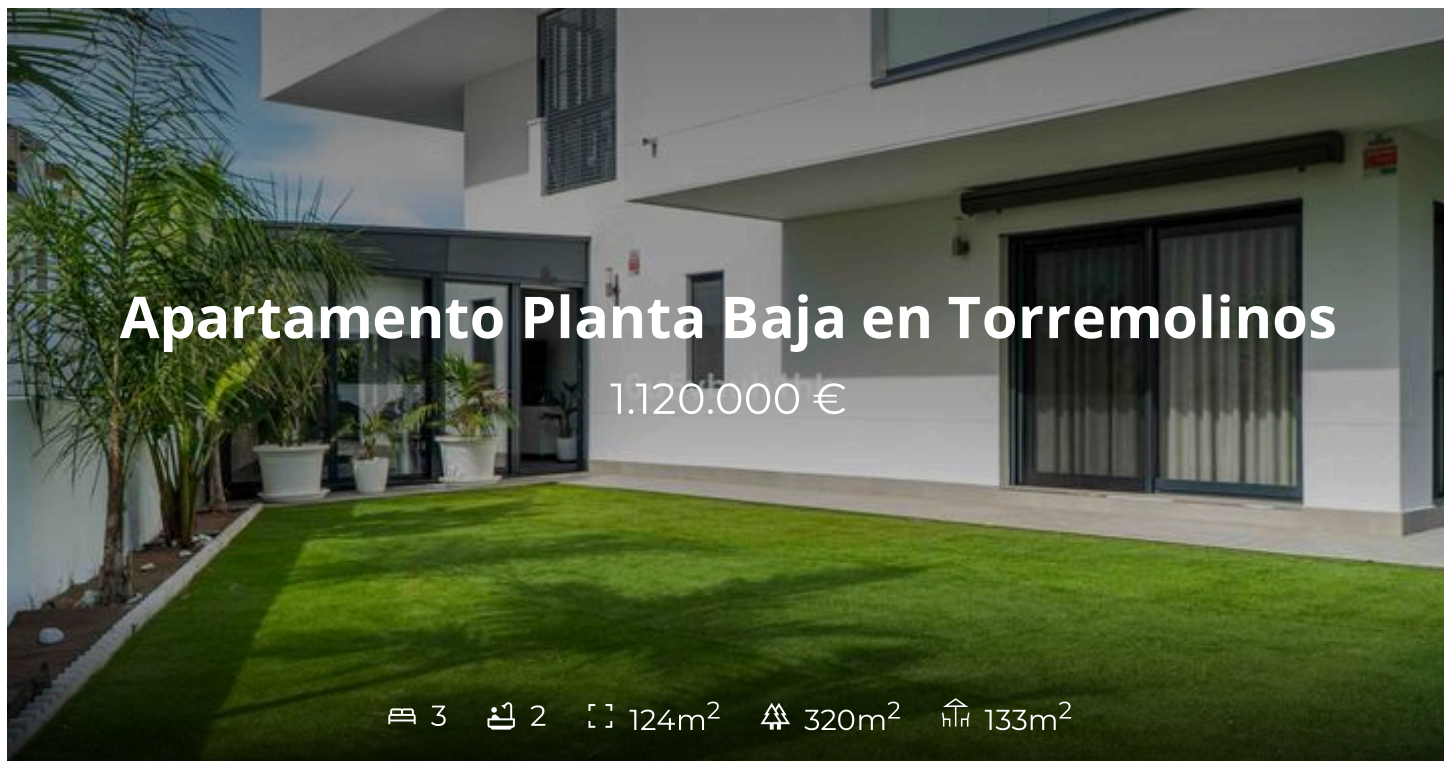 Apartamento Planta Baja en Torremolinos
1.120.000 €
3 2 124m² 320m² 133m²